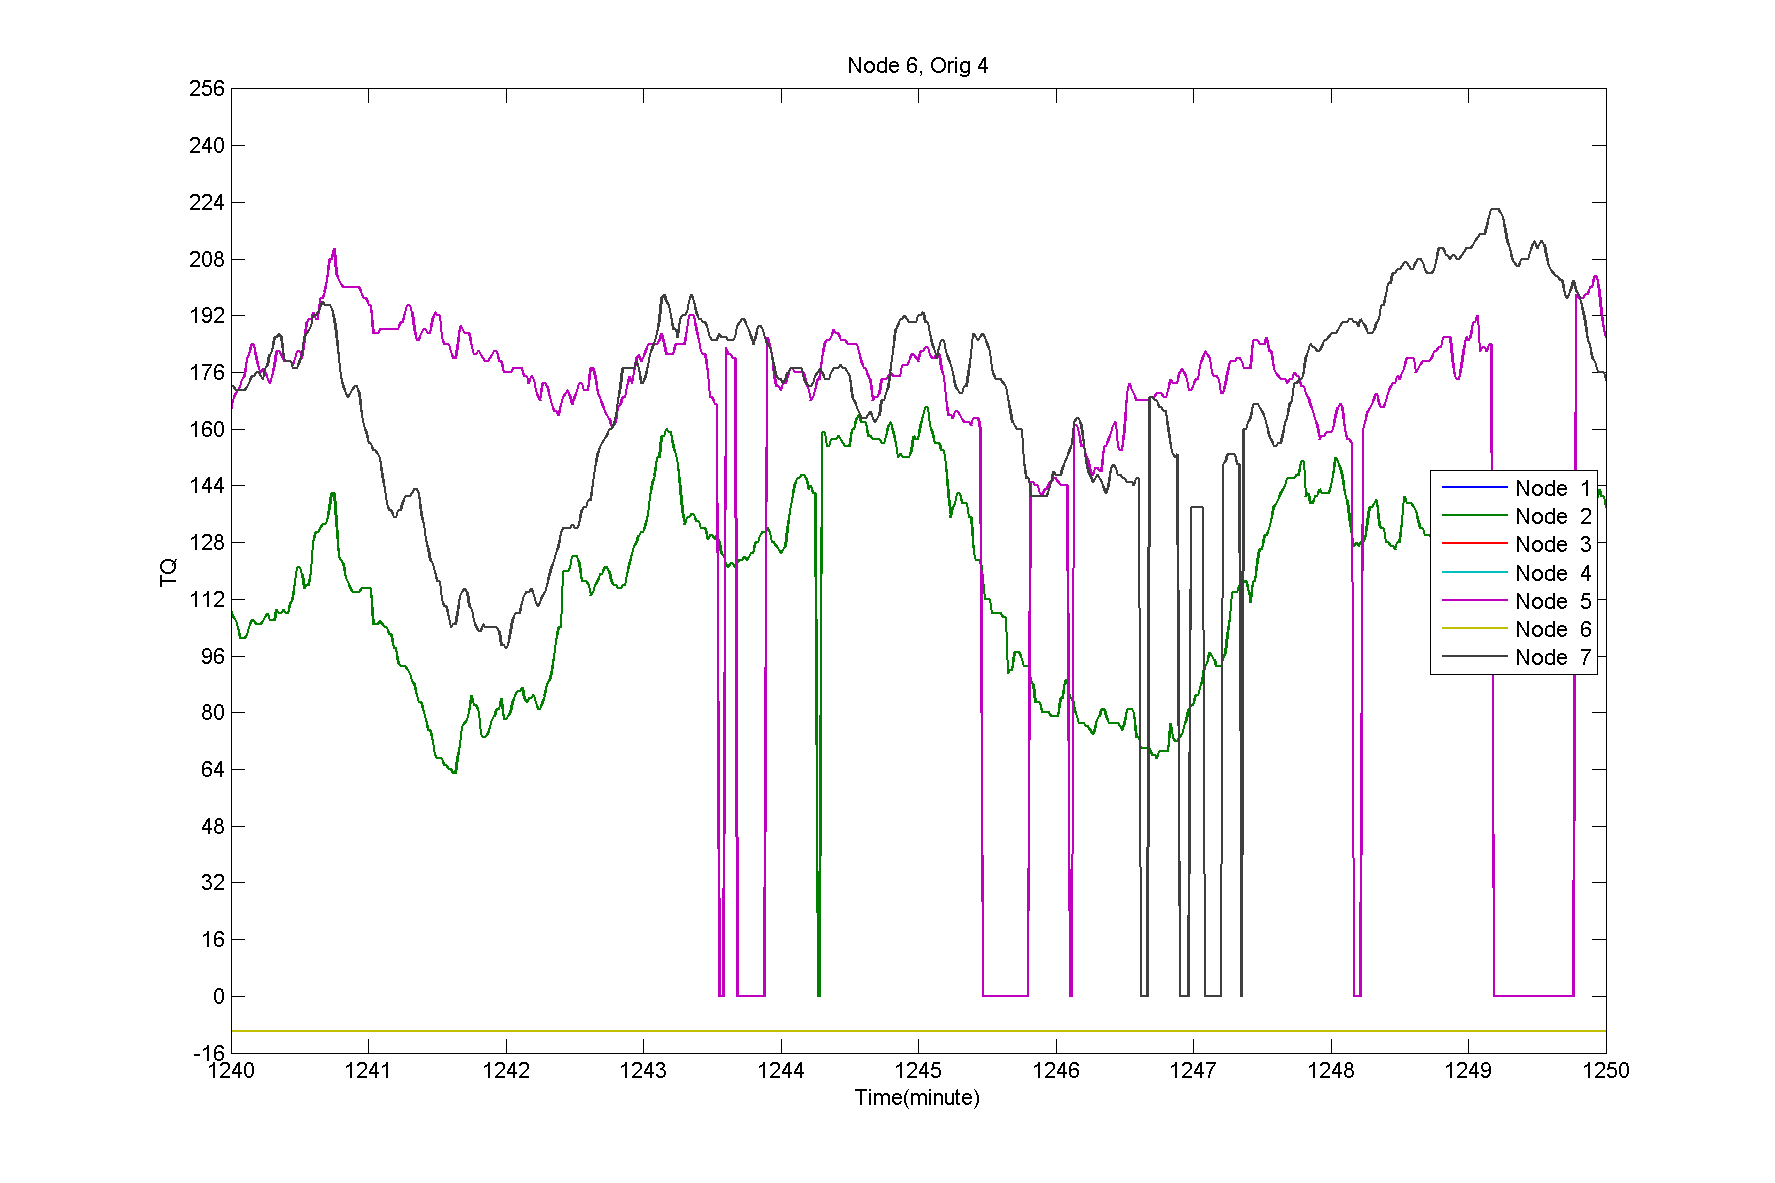 Node 6, Orig 4
256
240
224
208
192
176
160
144
128
112
96
80
64
48
32
16
0
-16
TQ
Node 1
Node 2
Node 3
Node 4
Node 5
Node 6
Node 7
1240 1241 1242 1243 1244 1245 1246 1247 1248 1249 1250
Time(minute)